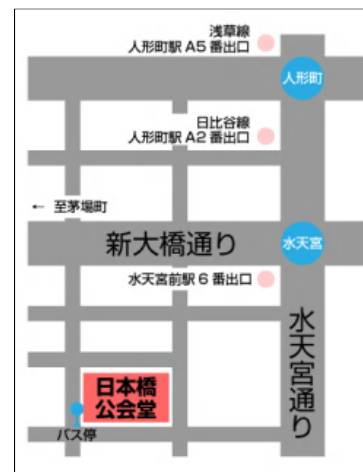 浅草線
人形町駅 A5 番出口
人形町
日比谷線
人形町駅 A2 番出口
← 至茅場町
新大橋通り
水天宮
水天宮前駅 6 番出口
水天宮通り
日本橋
公会堂
バス停